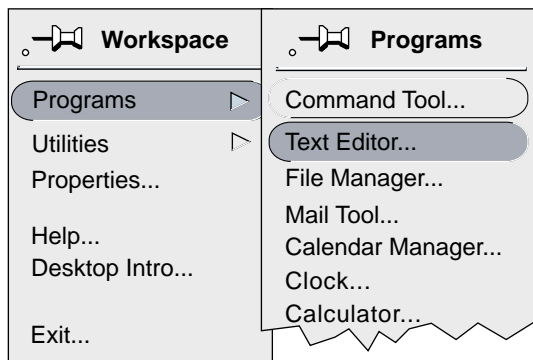 Workspace
Programs
Utilities
Properties...
Help...
Desktop Intro...
Exit...
Programs
Command Tool...
Text Editor...
File Manager...
Mail Tool...
Calendar Manager...
Clock...
Calculator...